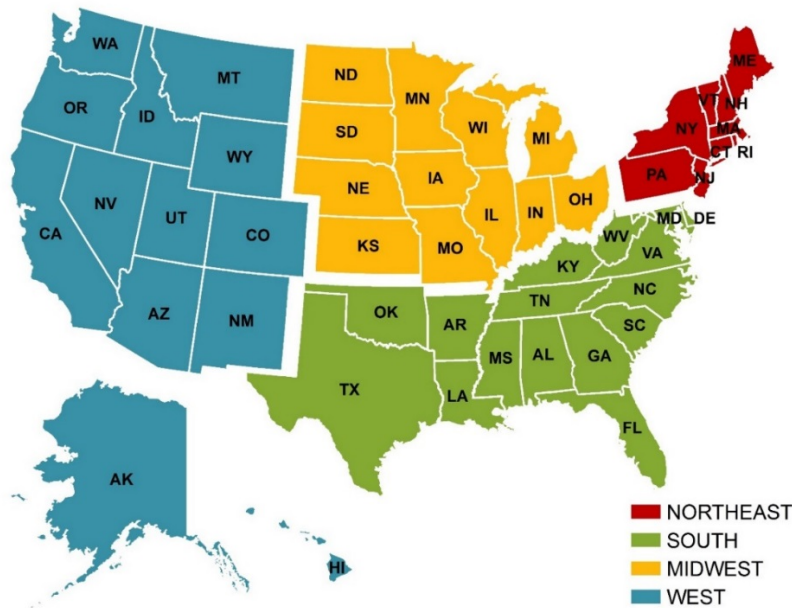 WA
MT
ND
MN
ME
VT
NH
OR
ID
SD
WI
MI
NY
MA
WY
CT
RI
NE
IA
PA
NJ
NV
UT
CO
IL
IN
OH
MD
DE
CA
KS
MO
WV
VA
KY
AZ
NM
OK
AR
TN
NC
SC
MS
AL
GA
TX
LA
FL
AK
HI
NORTHEAST
SOUTH
MIDWEST
WEST